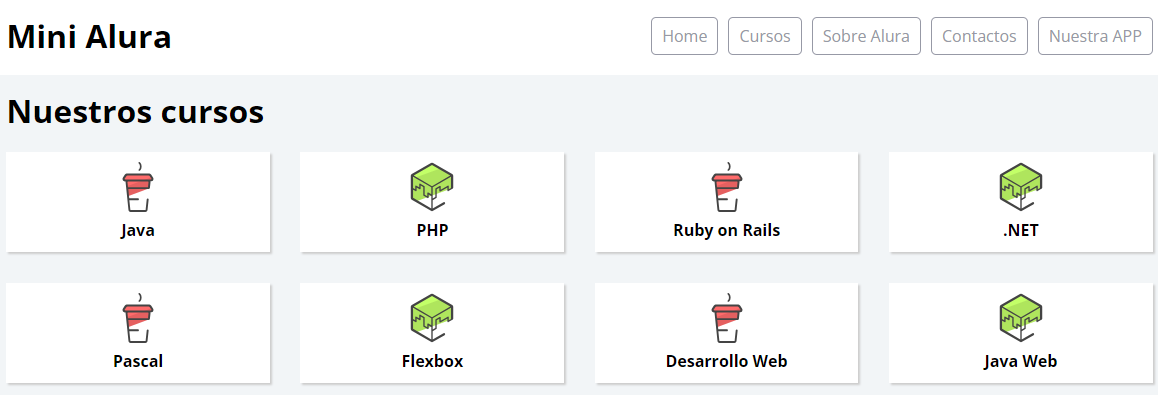 Mini Alura
Home Cursos Sobre Alura Contactos Nuestra APP
Nuestros cursos
Java PHP Ruby on Rails .NET
Pascal Flexbox Desarrollo Web Java Web